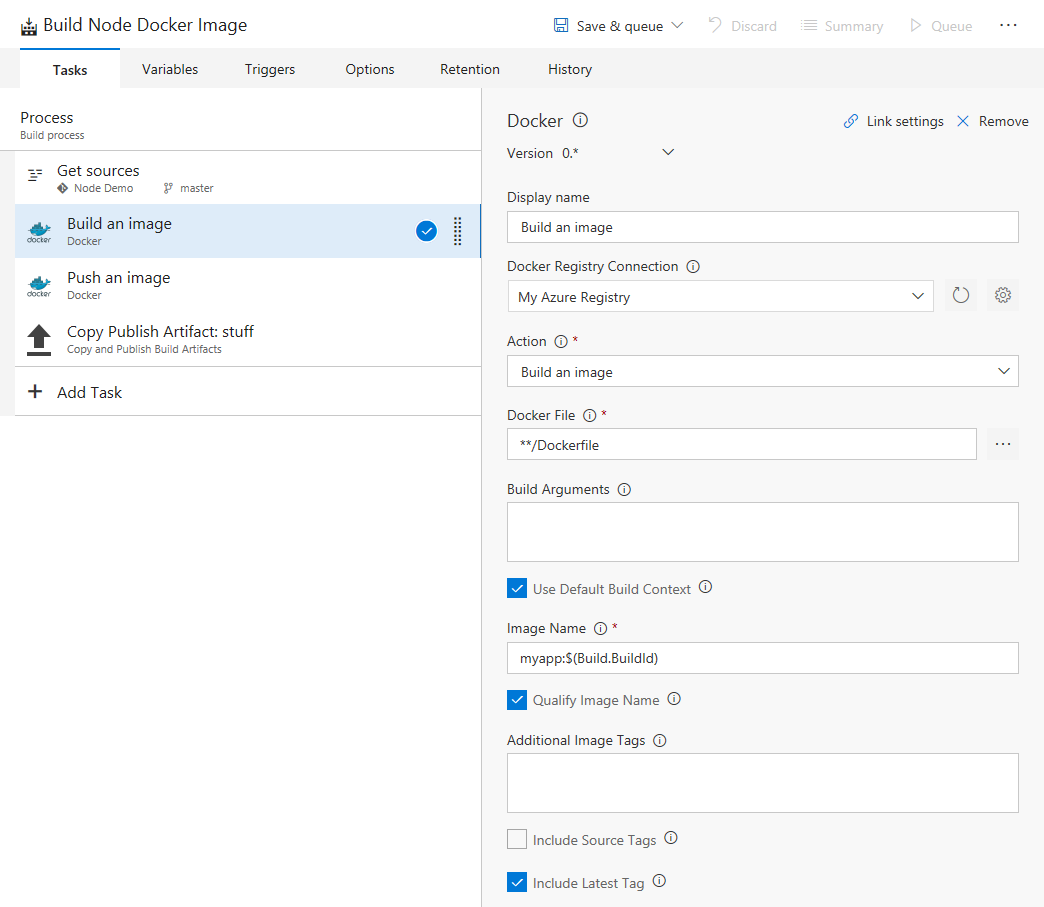 Build Node Docker Image
Save & queue
Discard
Summary
Queue
Tasks
Variables
Triggers
Options
Retention
History
Process
Build process
Get sources
Node Demo
master
docker
Build an image
Docker
docker
Push an image
Docker
Copy Publish Artifact: stuff
Copy and Publish Build Artifacts
Add Task
Docker
Link settings
Remove
Version 0.*
Display name
Build an image
Docker Registry Connection
My Azure Registry
Action *
Build an image
Docker File *
**/Dockerfile
Build Arguments
Use Default Build Context
Image Name *
myapp:$(Build.BuildId)
Qualify Image Name
Additional Image Tags
Include Source Tags
Include Latest Tag